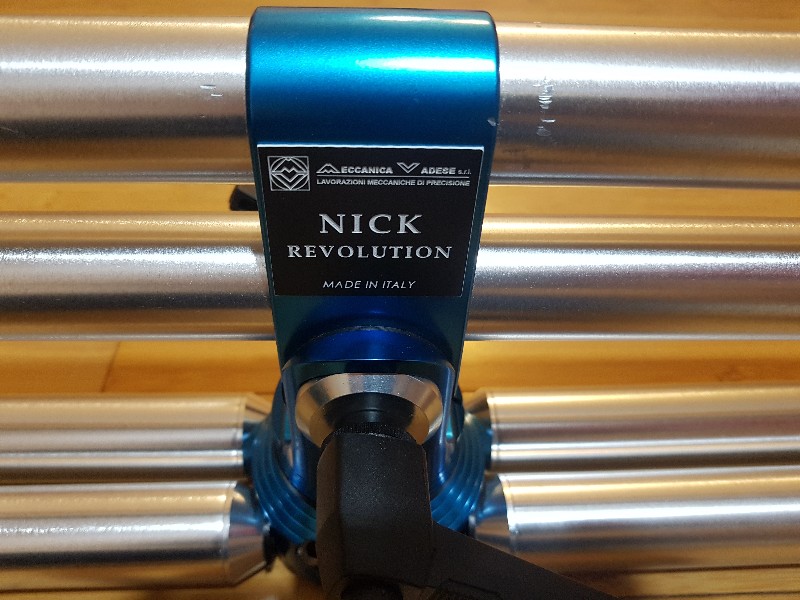 MECCANICA VADESE s.r.l.
LAVORAZIONI MECCANICHE DI PRECISIONE
NICK
REVOLUTION
MADE IN ITALY